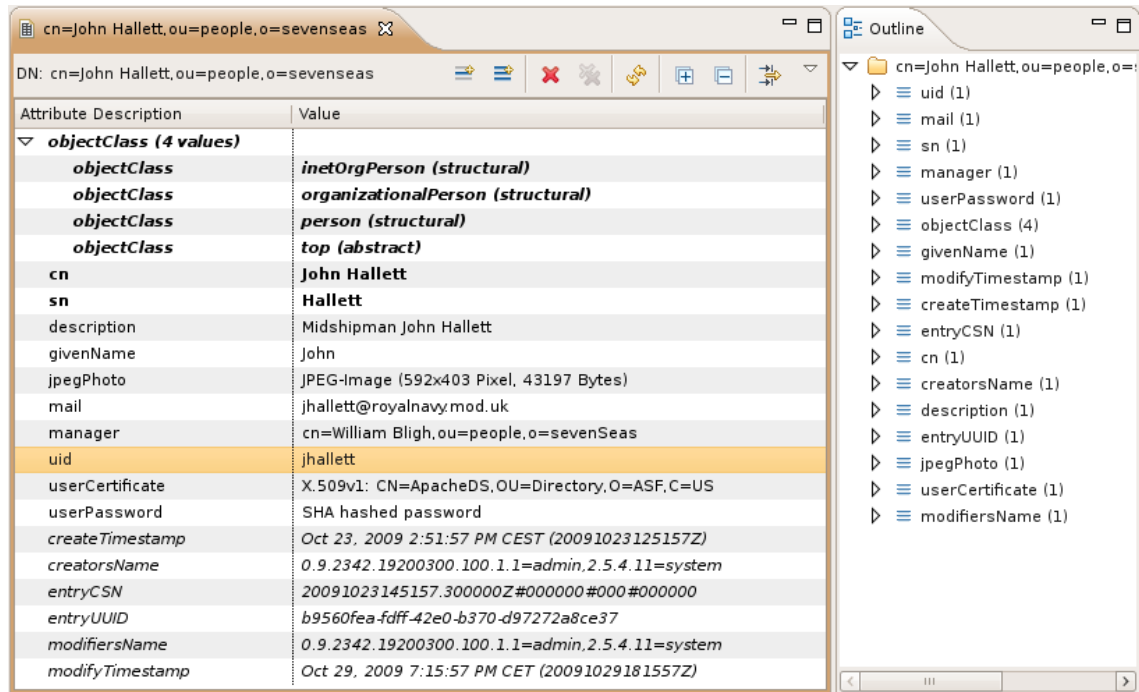 cn=John Hallett,ou=people,o=sevenseas
DN: cn=John Hallett,ou=people,o=sevenseas
Attribute Description Value
objectClass (4 values)
objectClass inetOrgPerson (structural)
objectClass organizationalPerson (structural)
objectClass person (structural)
objectClass top (abstract)
cn John Hallett
sn Hallett
description Midshipman John Hallett
givenName John
jpegPhoto JPEG-Image (592x403 Pixel, 43197 Bytes)
mail jhallett@royalnavy.mod.uk
manager cn=William Bligh,ou=people,o=sevenSeas
uid jhallett
userCertificate X.509v1: CN=ApacheDS,OU=Directory,O=ASF,C=US
userPassword SHA hashed password
createTimestamp Oct 23, 2009 2:51:57 PM CEST (20091023125157Z)
creatorsName 0.9.2342.19200300.100.1.1=admin,2.5.4.11=system
entryCSN 20091023145157.300000Z#000000#000#000000
entryUUID b9560fea-fdff-42e0-b370-d97272a8ce37
modifiersName 0.9.2342.19200300.100.1.1=admin,2.5.4.11=system
modifyTimestamp Oct 29, 2009 7:15:57 PM CET (20091029181557Z)
Outline
cn=John Hallett,ou=people,o=
uid (1)
mail (1)
sn (1)
manager (1)
userPassword (1)
objectClass (4)
givenName (1)
modifyTimestamp (1)
createTimestamp (1)
entryCSN (1)
cn (1)
creatorsName (1)
description (1)
entryUUID (1)
jpegPhoto (1)
userCertificate (1)
modifiersName (1)